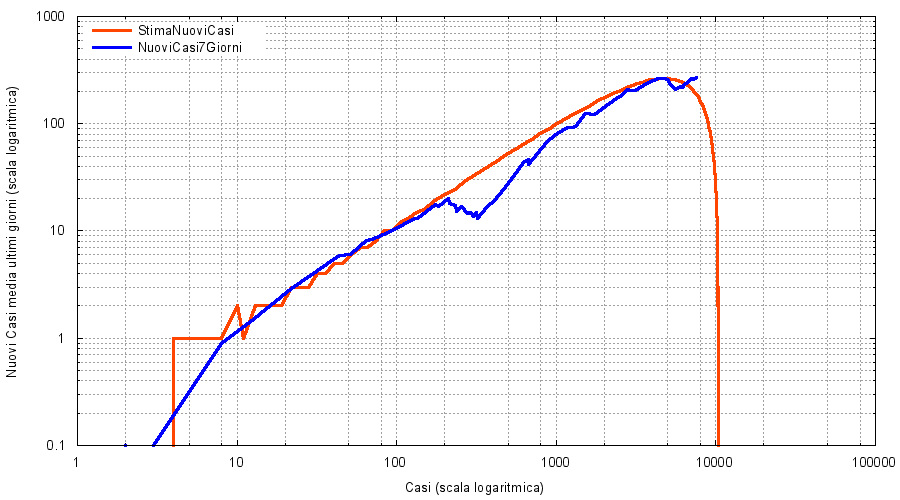 1000
100
10
1
0.1
StimaNuoviCasi
NuoviCasi7Giorni
Nuovi Casi media ultimi giorni (scala logaritmica)
1 10 100 1000 10000 100000
Casi (scala logaritmica)